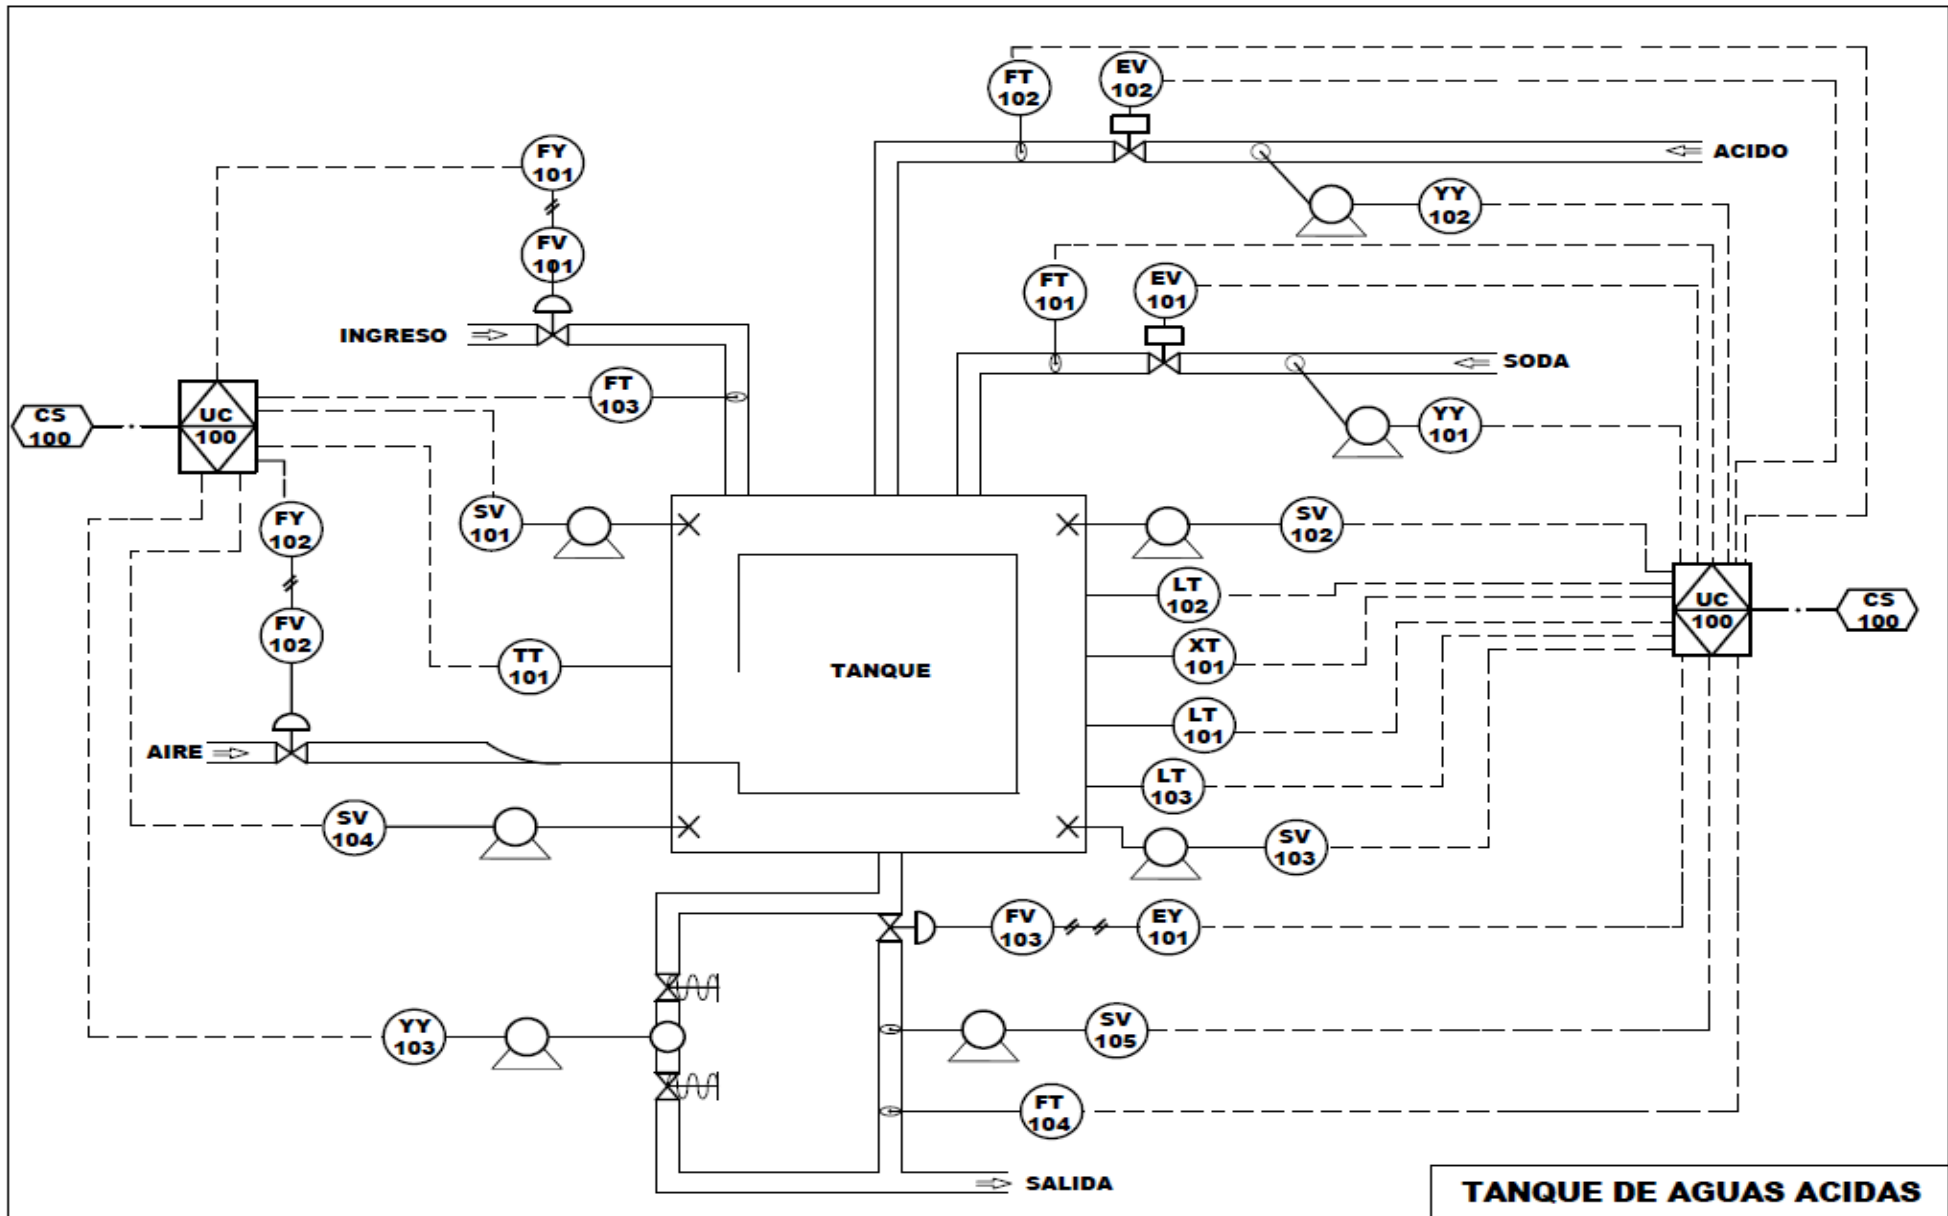 FT
102
EV
102
ACIDO
FY
101
YY
102
FV
101
FT
101
EV
101
INGRESO
SODA
FT
103
CS
100
UC
100
YY
101
FY
102
SV
101
SV
102
LT
102
UC
100
CS
100
FV
102
TT
101
TANQUE
XT
101
LT
101
AIRE
LT
103
SV
104
SV
103
FV
103
EY
101
YY
103
SV
105
FT
104
SALIDA
TANQUE DE AGUAS ACIDAS